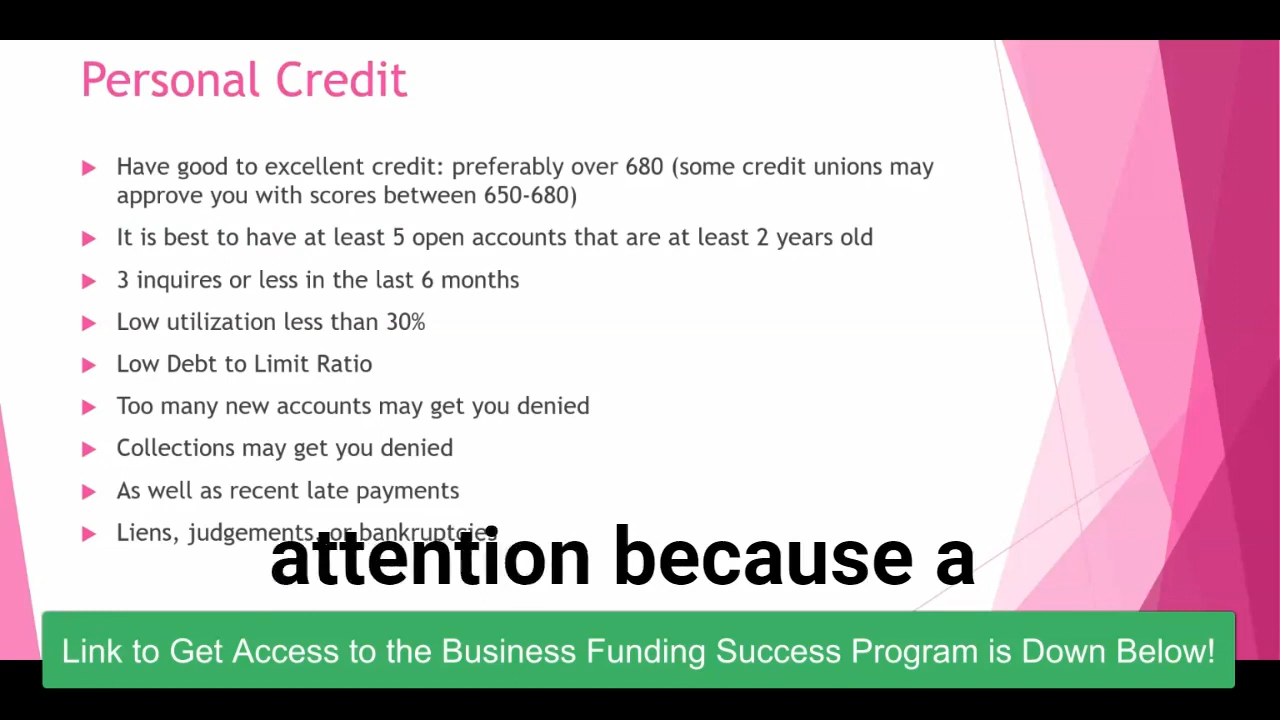 Personal Credit
Have good to excellent credit: preferably over 680 (some credit unions may
approve you with scores between 650-680)
It is best to have at least 5 open accounts that are at least 2 years old
3 inquires or less in the last 6 months
Low utilization less than 30%
Low Debt to Limit Ratio
Too many new accounts may get you denied
Collections may get you denied
As well as recent late payments
Liens, judgements, or bankruptcies
attention because a
Link to Get Access to the Business Funding Success Program is Down Below!